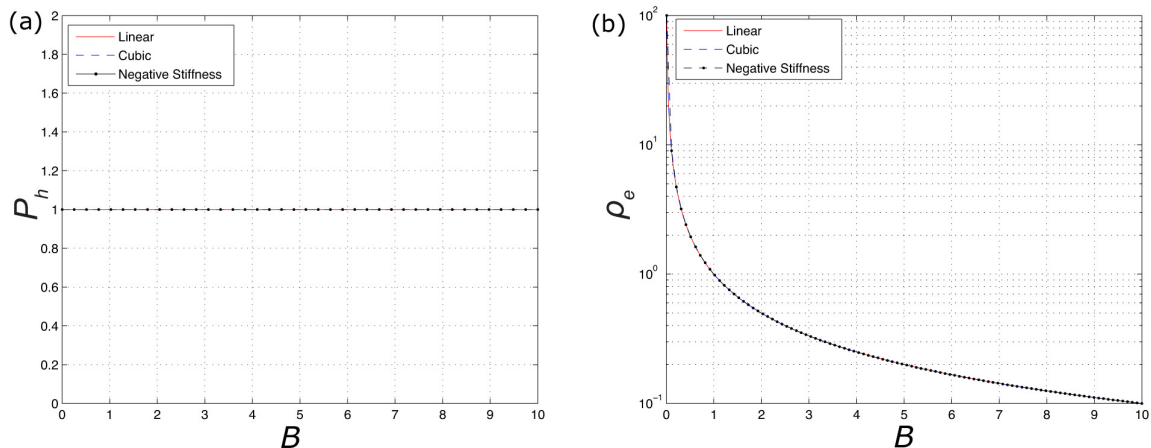 (a)
Linear
Cubic
Negative Stiffness
2
1.8
1.6
1.4
1.2
1
0.8
0.6
0.4
0.2
0
P_h
0 1 2 3 4 5 6 7 8 9 10
B
(b)
Linear
Cubic
Negative Stiffness
10^2
10^1
10^0
10^-1
ρ_e
0 1 2 3 4 5 6 7 8 9 10
B